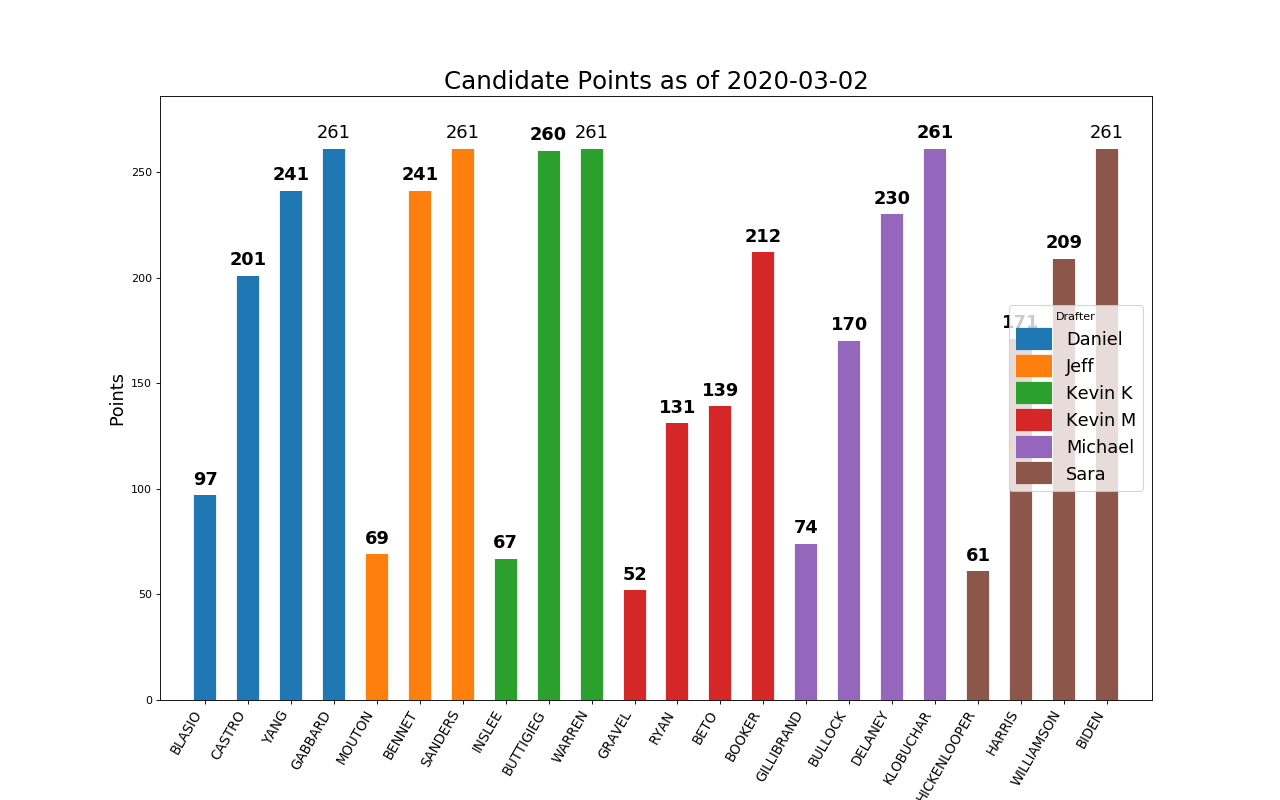 Candidate Points as of 2020-03-02
Points
250
200
150
100
50
0
97
201
241
261
69
241
261
67
260
261
52
131
139
212
74
170
230
261
61
171
209
261
Drafter
Daniel
Jeff
Kevin K
Kevin M
Michael
Sara
BLASIO
CASTRO
YANG
GABBARD
MOUTON
BENNET
SANDERS
INSLEE
BUTTIGIEG
WARREN
GRAVEL
RYAN
BETO
BOOKER
GILLIBRAND
BULLOCK
DELANEY
KLOBUCHAR
HICKENLOOPER
HARRIS
WILLIAMSON
BIDEN